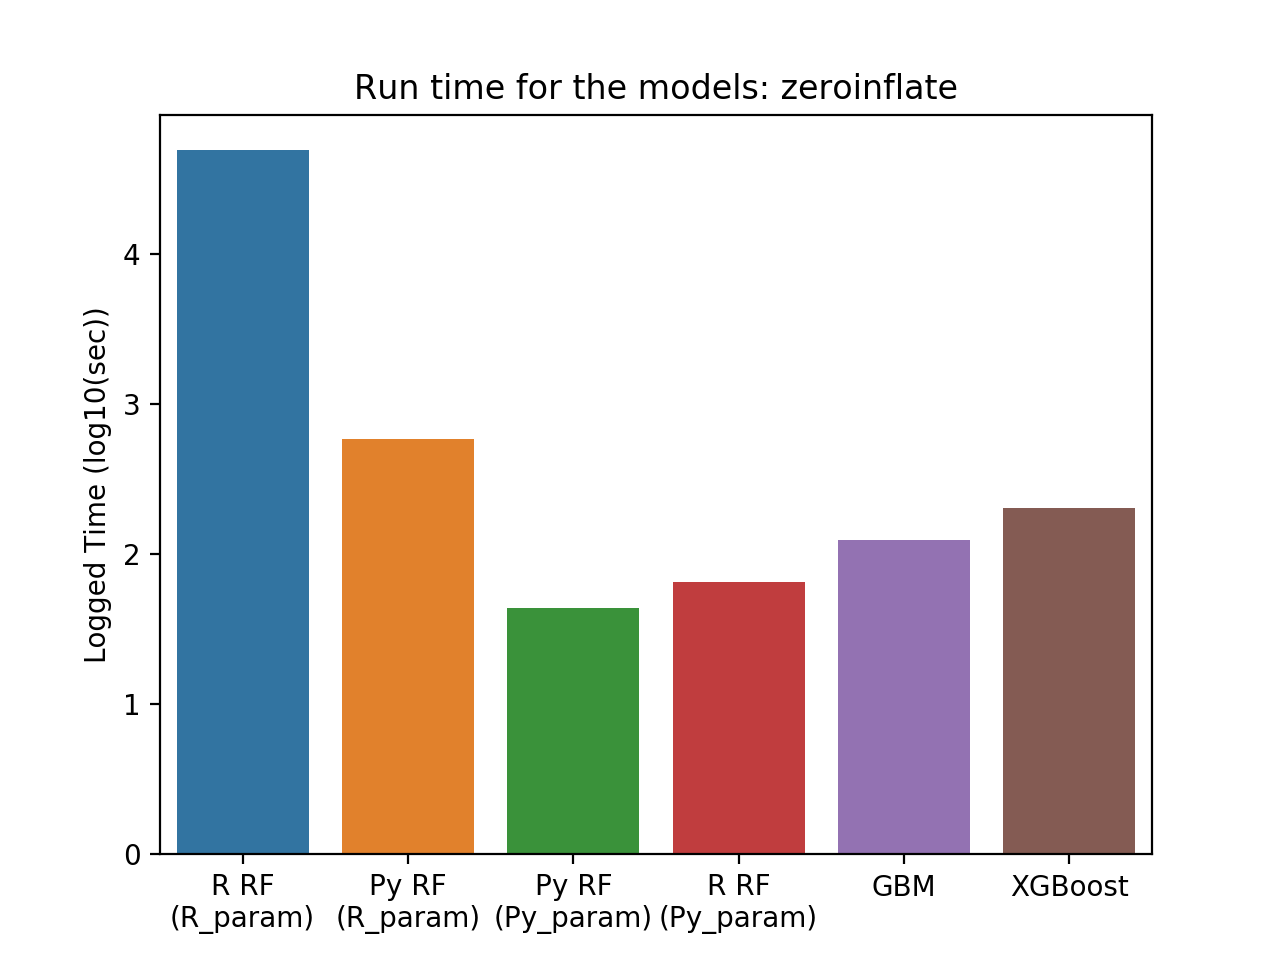 Run time for the models: zeroinflate
Logged Time (log10(sec))
4
3
2
1
0
R RF
(R_param)
Py RF
(R_param)
Py RF
(Py_param)
R RF
(Py_param)
GBM
XGBoost